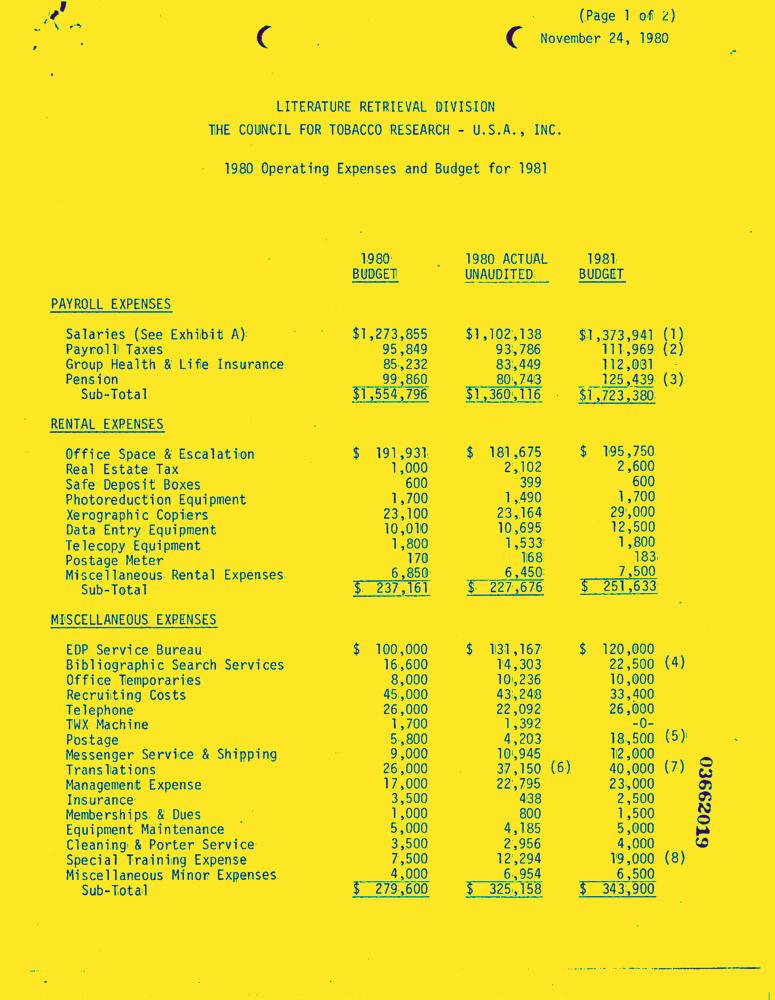 (Page 1 of 2)
November 24, 1980
LITERATURE RETRIEVAL DIVISION
THE COUNCIL FOR TOBACCO RESEARCH - U.S.A., INC.
1980 Operating Expenses and Budget for 1981
1980 1980 ACTUAL 1981
BUDGET UNAUDITED BUDGET
PAYROLL EXPENSES
Salaries (See Exhibit A) $1,273,855 $1,102,138 $1,373,941 (1)
Payroll Taxes 95,849 93,786 111,969 (2)
Group Health & Life Insurance 85,232 83,449 112,031
Pension 99,860 80,743 125,439 (3)
Sub-Total $1,554,796 $1,360,116 $1,723,380
RENTAL EXPENSES
Office Space & Escalation $ 191,931 $ 181,675 $ 195,750
Real Estate Tax 1,000 2,102 2,600
Safe Deposit Boxes 600 399 600
Photoreduction Equipment 1,700 1,490 1,700
Xerographic Copiers 23,100 23,164 29,000
Data Entry Equipment 10,010 10,695 12,500
Telecopy Equipment 1,800 1,533 1,800
Postage Meter 170 168 183
Miscellaneous Rental Expenses 6,850 6,450 7,500
Sub-Total $ 237,161 $ 227,676 $ 251,633
MISCELLANEOUS EXPENSES
EDP Service Bureau $ 100,000 $ 131,167 $ 120,000
Bibliographic Search Services 16,600 14,303 22,500 (4)
Office Temporaries 8,000 10,236 10,000
Recruiting Costs 45,000 43,248 33,400
Telephone 26,000 22,092 26,000
TWX Machine 1,700 1,392 -0-
Postage 5,800 4,203 18,500 (5)
Messenger Service & Shipping 9,000 10,945 12,000
Translations 26,000 37,150 (6) 40,000 (7)
Management Expense 17,000 22,795 23,000
Insurance 3,500 438 2,500
Memberships & Dues 1,000 800 1,500
Equipment Maintenance 5,000 4,185 5,000
Cleaning & Porter Service 3,500 2,956 4,000
Special Training Expense 7,500 12,294 19,000 (8)
Miscellaneous Minor Expenses 4,000 6,954 6,500
Sub-Total $ 279,600 $ 325,158 $ 343,900
03662019